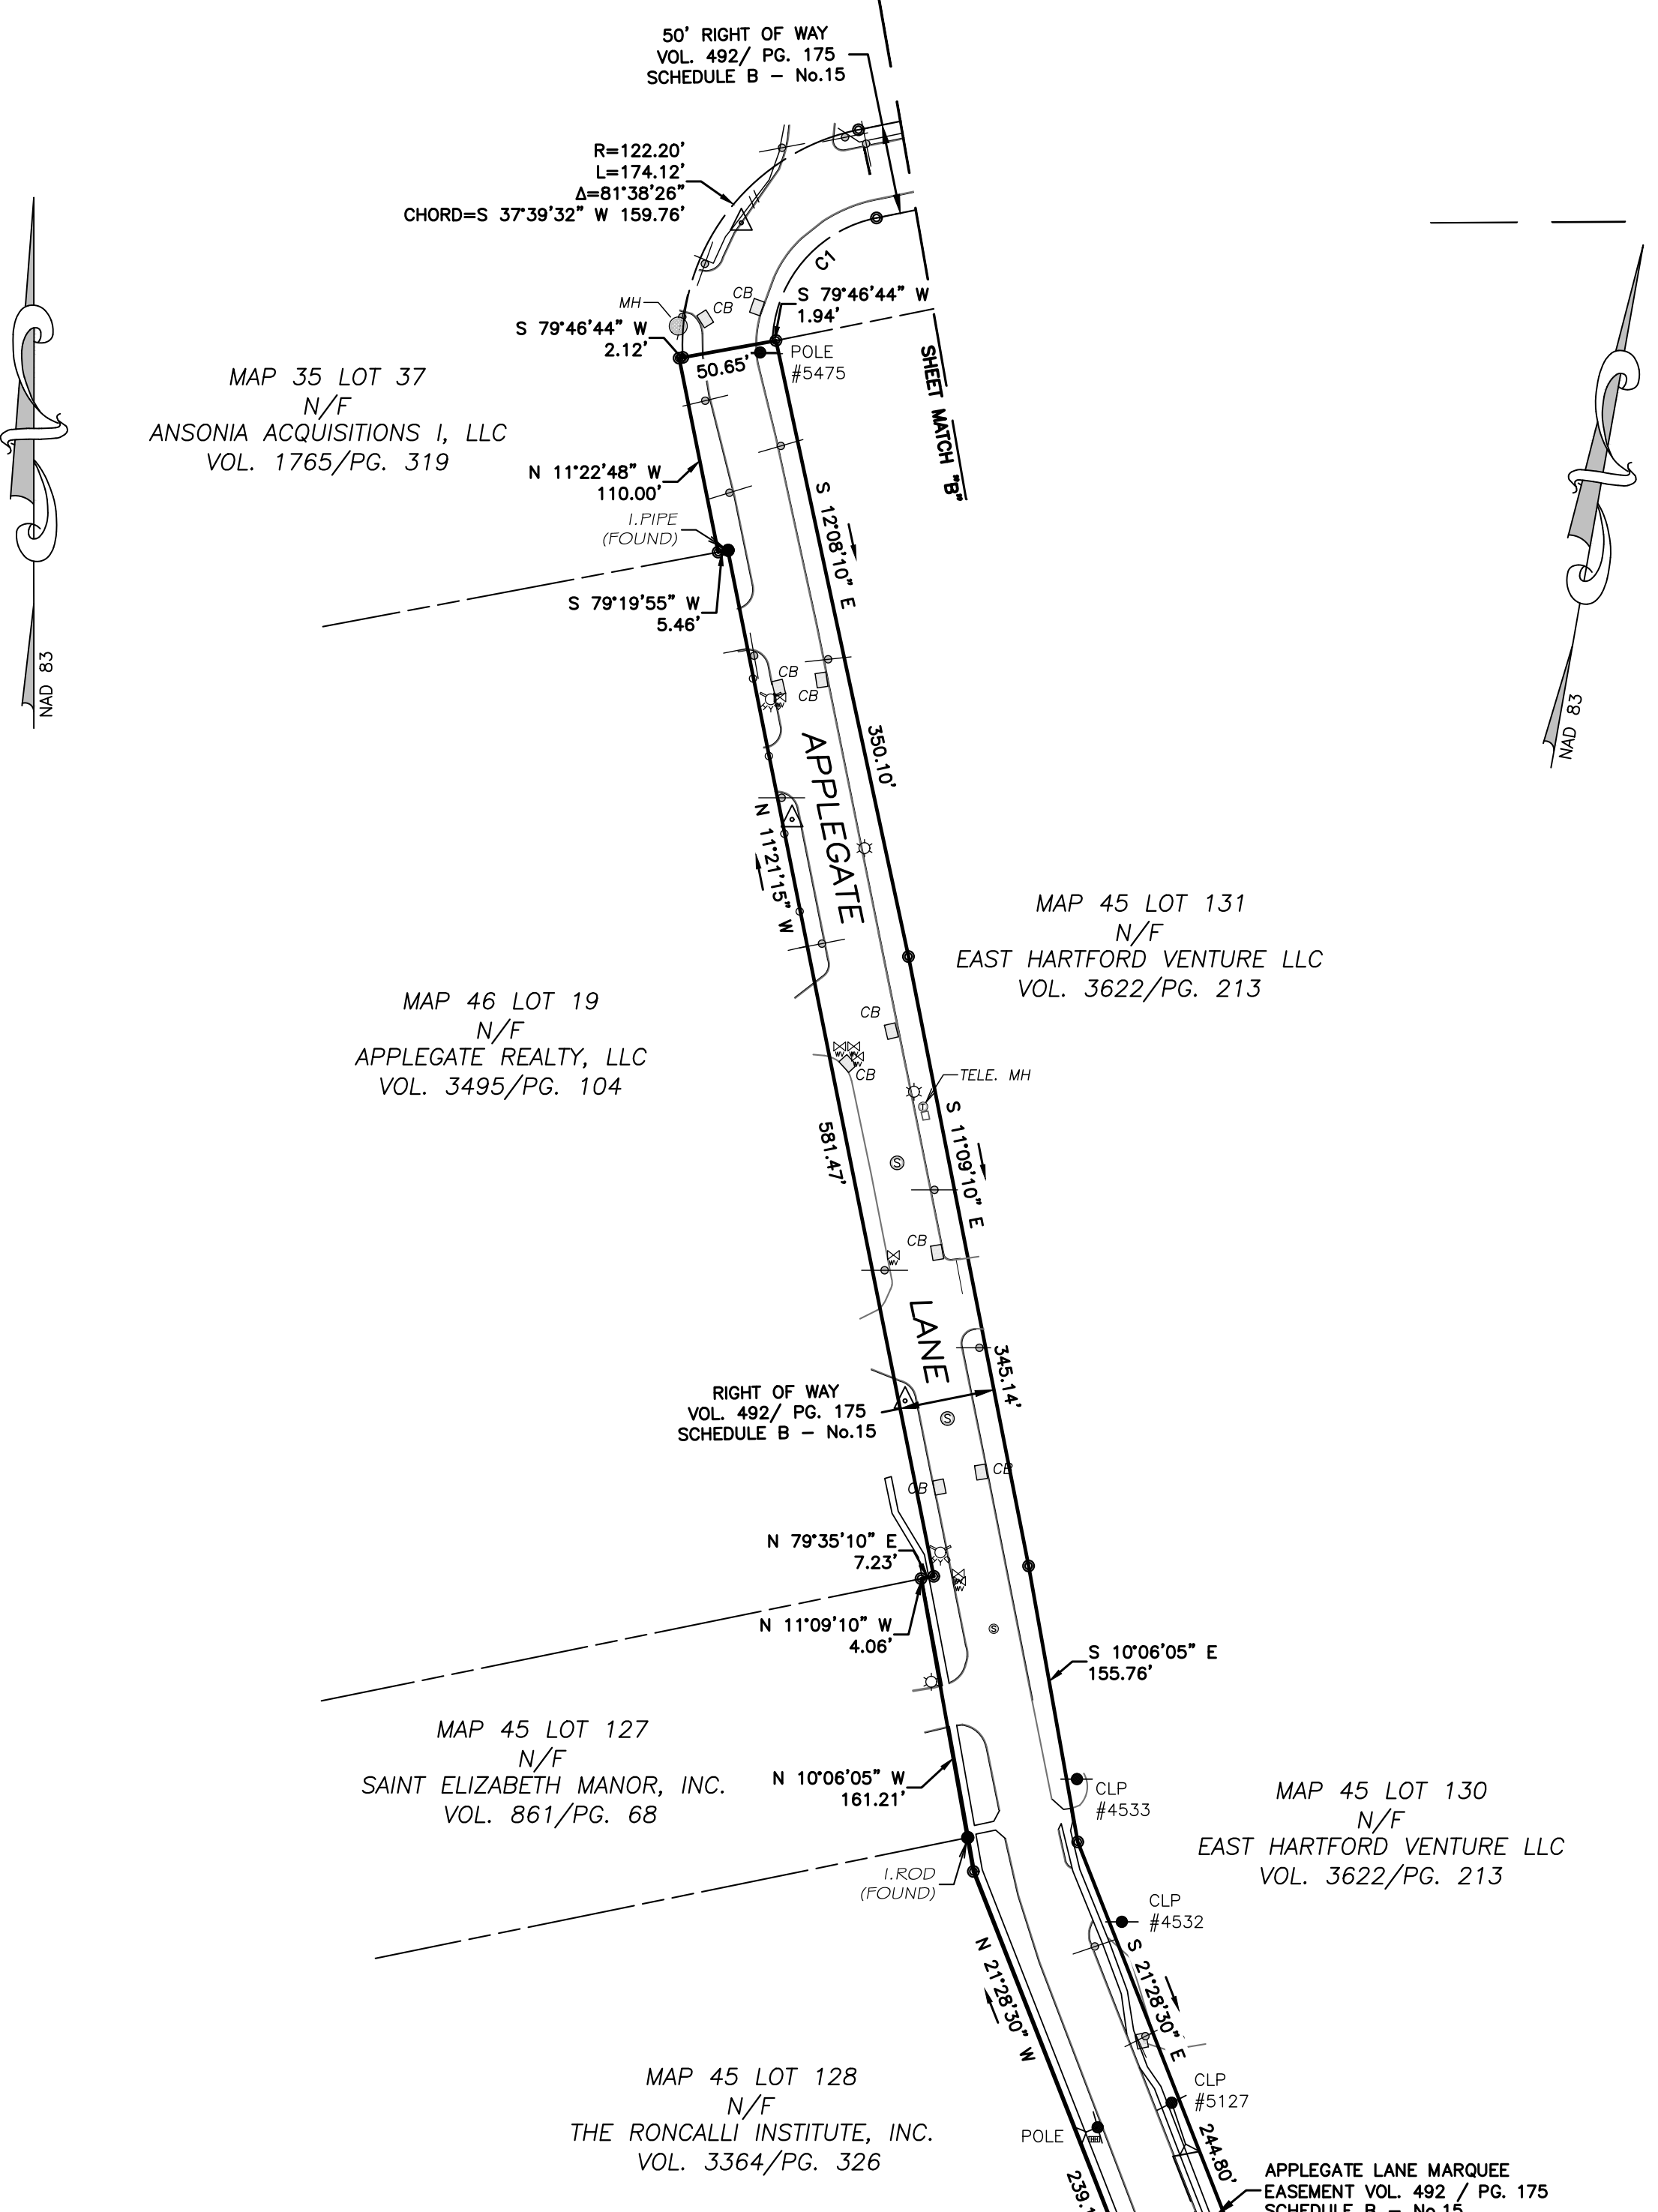 50' RIGHT OF WAY
VOL. 492/ PG. 175
SCHEDULE B – No.15
R=122.20'
L=174.12'
Δ=81°38'26"
CHORD=S 37°39'32" W 159.76'
C1
MH
CB
CB
S 79°46'44" W
1.94'
S 79°46'44" W
2.12'
50.65'
POLE
#5475
SHEET MATCH "B"
MAP 35 LOT 37
N/F
ANSONIA ACQUISITIONS I, LLC
VOL. 1765/PG. 319
N 11°22'48" W
110.00'
I.PIPE
(FOUND)
S 12°08'10" E
S 79°19'55" W
5.46'
NAD 83
NAD 83
CB
CB
WV
350.10'
APPLEGATE
N 11°21'15" W
MAP 45 LOT 131
N/F
EAST HARTFORD VENTURE LLC
VOL. 3622/PG. 213
MAP 46 LOT 19
N/F
APPLEGATE REALTY, LLC
VOL. 3495/PG. 104
CB
WV
WV
WV
CB
TELE. MH
T
S 11°09'10" E
581.47'
S
CB
WV
LANE
345.14'
RIGHT OF WAY
VOL. 492/ PG. 175
SCHEDULE B – No.15
S
CB
CB
N 79°35'10" E
7.23'
WV
WV
N 11°09'10" W
4.06'
S
S 10°06'05" E
155.76'
MAP 45 LOT 127
N/F
SAINT ELIZABETH MANOR, INC.
VOL. 861/PG. 68
N 10°06'05" W
161.21'
CLP
#4533
MAP 45 LOT 130
N/F
EAST HARTFORD VENTURE LLC
VOL. 3622/PG. 213
I.ROD
(FOUND)
CLP
#4532
N 21°28'30" W
S 21°28'30" E
MAP 45 LOT 128
N/F
THE RONCALLI INSTITUTE, INC.
VOL. 3364/PG. 326
CLP
#5127
POLE
244.80'
239.
APPLEGATE LANE MARQUEE
EASEMENT VOL. 492 / PG. 175
SCHEDULE B – No.15